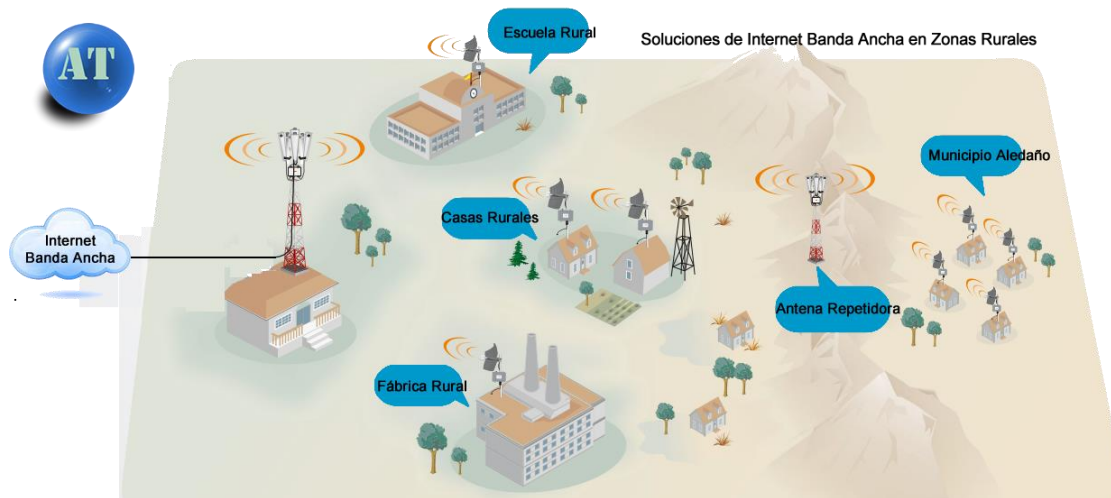 AT
Escuela Rural
Soluciones de Internet Banda Ancha en Zonas Rurales
Municipio Aledaño
Casas Rurales
Internet
Banda Ancha
.
Antena Repetidora
Fábrica Rural